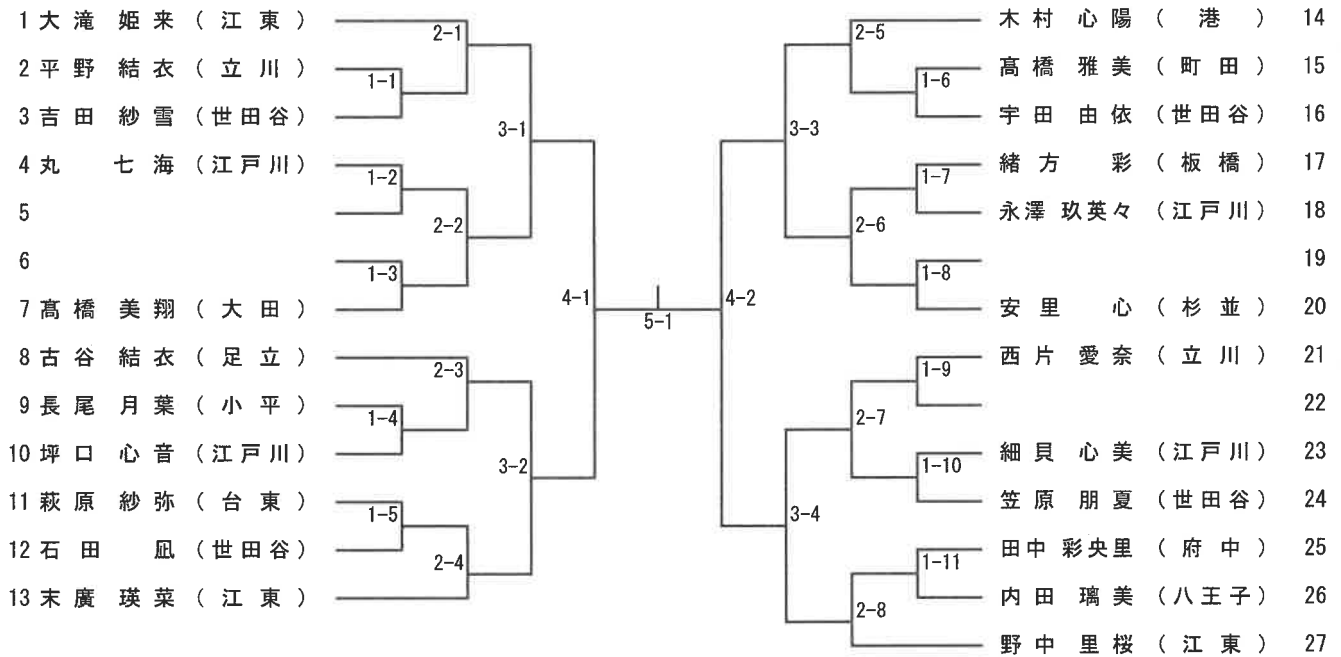 1 大滝 姫来 (江東)
2-1
2 平野 結衣 (立川)
1-1
3 吉田 紗雪 (世田谷)
3-1
4 丸 七海 (江戸川)
1-2
5
2-2
6
1-3
7 髙橋 美翔 (大田)
4-1
8 古谷 結衣 (足立)
2-3
9 長尾 月葉 (小平)
1-4
10 坪口 心音 (江戸川)
3-2
11 萩原 紗弥 (台東)
1-5
12 石田 凪 (世田谷)
2-4
13 末廣 瑛菜 (江東)
5-1
木村 心陽 (港) 14
2-5
髙橋 雅美 (町田) 15
1-6
宇田 由依 (世田谷) 16
3-3
緒方 彩 (板橋) 17
1-7
永澤 玖英々 (江戸川) 18
2-6
19
1-8
安里 心 (杉並) 20
4-2
西片 愛奈 (立川) 21
1-9
22
2-7
細貝 心美 (江戸川) 23
1-10
笠原 朋夏 (世田谷) 24
3-4
田中 彩央里 (府中) 25
1-11
内田 璃美 (八王子) 26
2-8
野中 里桜 (江東) 27